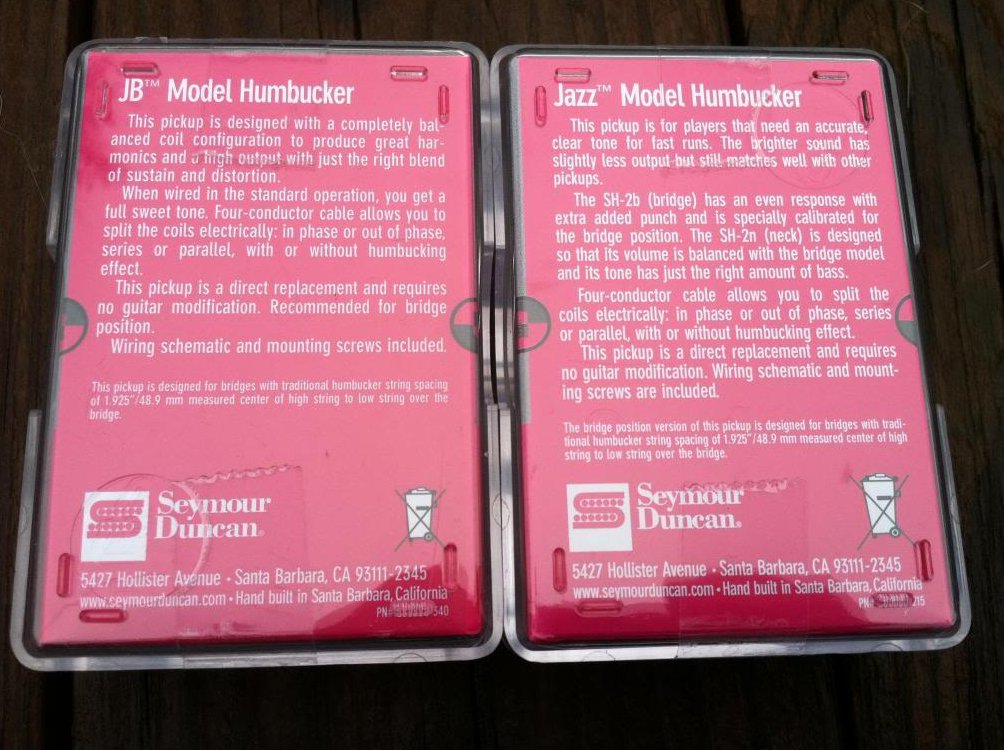 JB™ Model Humbucker
This pickup is designed with a completely bal-
anced coil configuration to produce great har-
monics and a high output with just the right blend
of sustain and distortion.
When wired in the standard operation, you get a
full sweet tone. Four-conductor cable allows you to
split the coils electrically: in phase or out of phase,
series or parallel, with or without humbucking
effect.
This pickup is a direct replacement and requires
no guitar modification. Recommended for bridge
position.
Wiring schematic and mounting screws included.
This pickup is designed for bridges with traditional humbucker string spacing
of 1.925"/48.9 mm measured center of high string to low string over the
bridge.
Seymour
Duncan®
5427 Hollister Avenue • Santa Barbara, CA 93111-2345
www.seymourduncan.com • Hand built in Santa Barbara, California
Jazz™ Model Humbucker
This pickup is for players that need an accurate,
clear tone for fast runs. The brighter sound has
slightly less output but still matches well with other
pickups.
The SH-2b (bridge) has an even response with
extra added punch and is specially calibrated for
the bridge position. The SH-2n (neck) is designed
so that its volume is balanced with the bridge model
and its tone has just the right amount of bass.
Four-conductor cable allows you to split the
coils electrically: in phase or out of phase, series
or parallel, with or without humbucking effect.
This pickup is a direct replacement and requires
no guitar modification. Wiring schematic and mount-
ing screws are included.
The bridge position version of this pickup is designed for bridges with tradi-
tional humbucker string spacing of 1.925"/48.9 mm measured center of high
string to low string over the bridge.
Seymour
Duncan®
5427 Hollister Avenue • Santa Barbara, CA 93111-2345
www.seymourduncan.com • Hand built in Santa Barbara, California